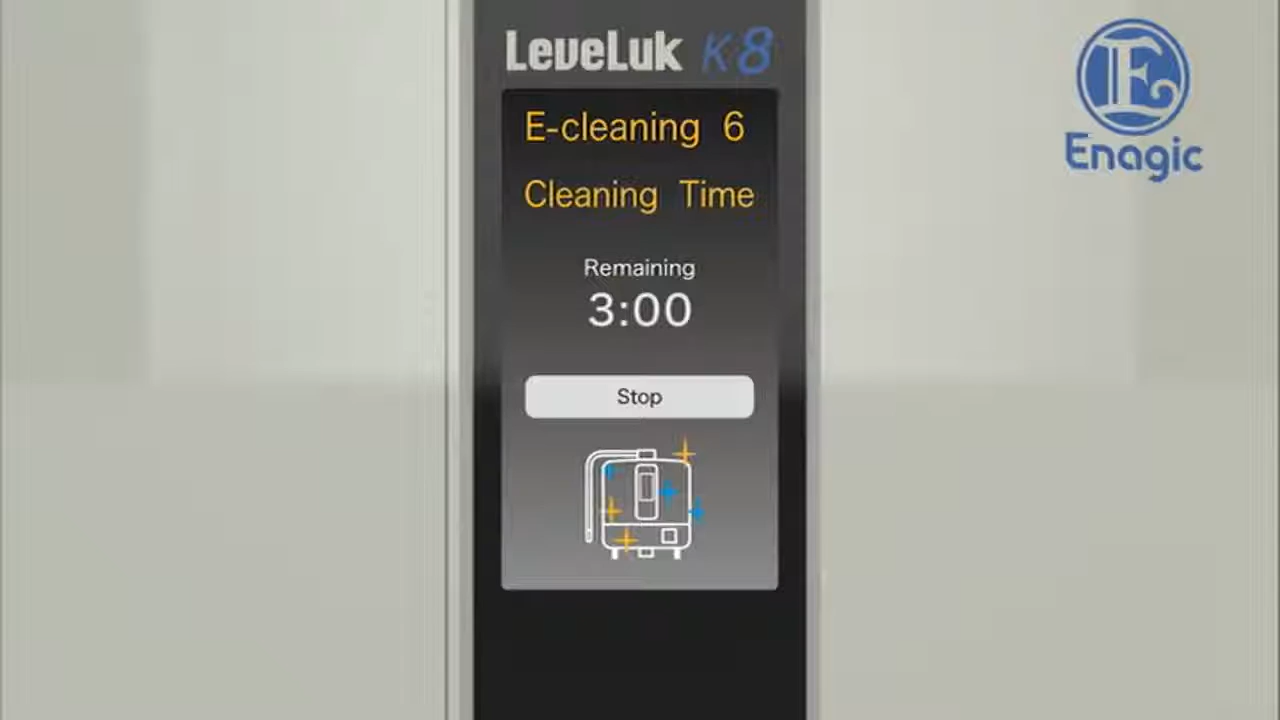 LeveLuk K8
E-cleaning 6
Cleaning Time
Remaining
3:00
Stop
E
Enagic